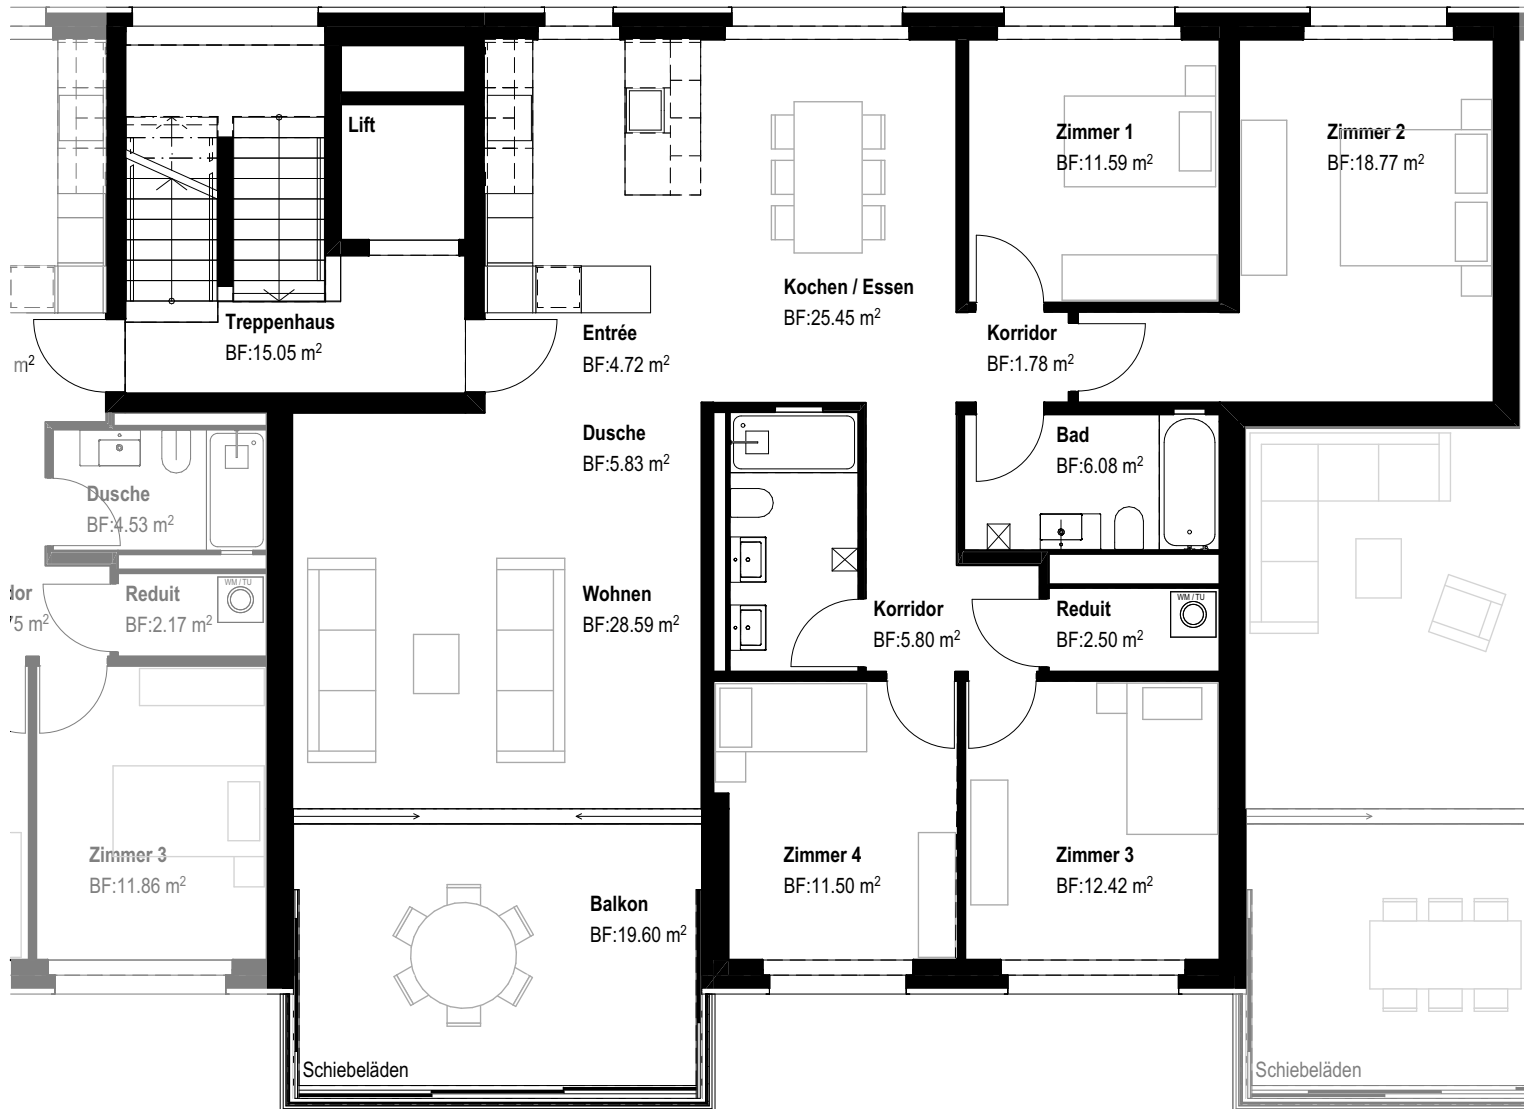 Lift
Zimmer 1
BF:11.59 m²
Zimmer 2
BF:18.77 m²
Kochen / Essen
BF:25.45 m²
Treppenhaus
BF:15.05 m²
Entrée
BF:4.72 m²
Korridor
BF:1.78 m²
m²
Dusche
BF:5.83 m²
Bad
BF:6.08 m²
Dusche
BF:4.53 m²
dor
75 m²
Reduit
BF:2.17 m²
WM / TU
Wohnen
BF:28.59 m²
Korridor
BF:5.80 m²
Reduit
BF:2.50 m²
WM / TU
Zimmer 3
BF:11.86 m²
Zimmer 4
BF:11.50 m²
Zimmer 3
BF:12.42 m²
Balkon
BF:19.60 m²
Schiebeläden
Schiebeläden